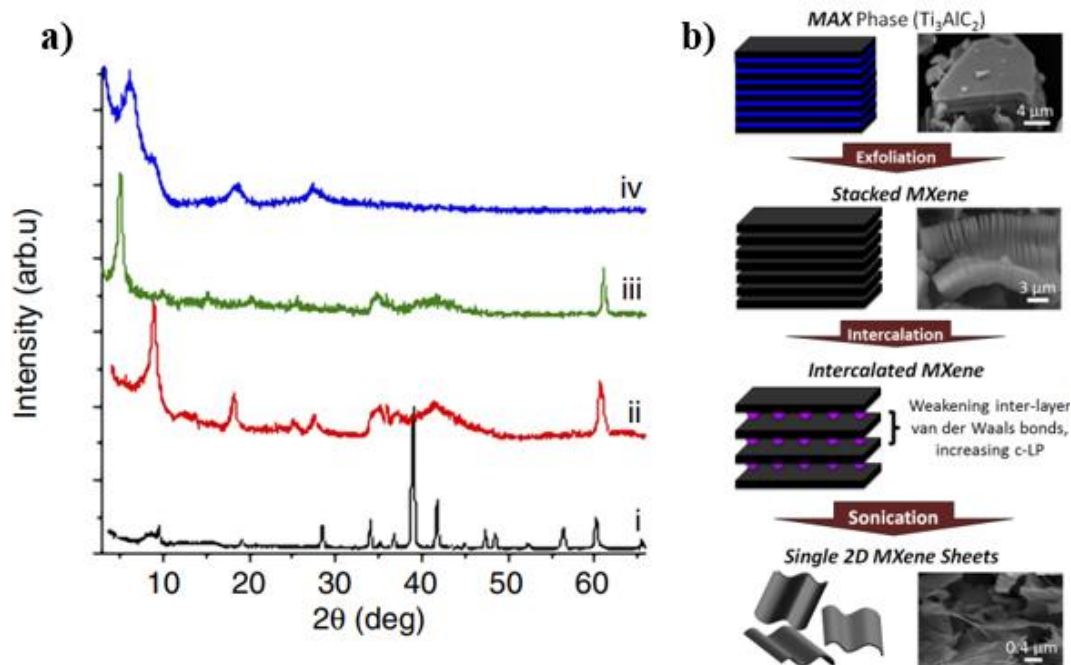 a)
Intensity (arb.u)
iv
iii
ii
i
10 20 30 40 50 60
2θ (deg)
b)
MAX Phase (Ti₃AlC₂)
4 μm
Exfoliation
Stacked MXene
3 μm
Intercalation
Intercalated MXene
Weakening inter-layer
van der Waals bonds,
increasing c-LP
Sonication
Single 2D MXene Sheets
0.4 μm